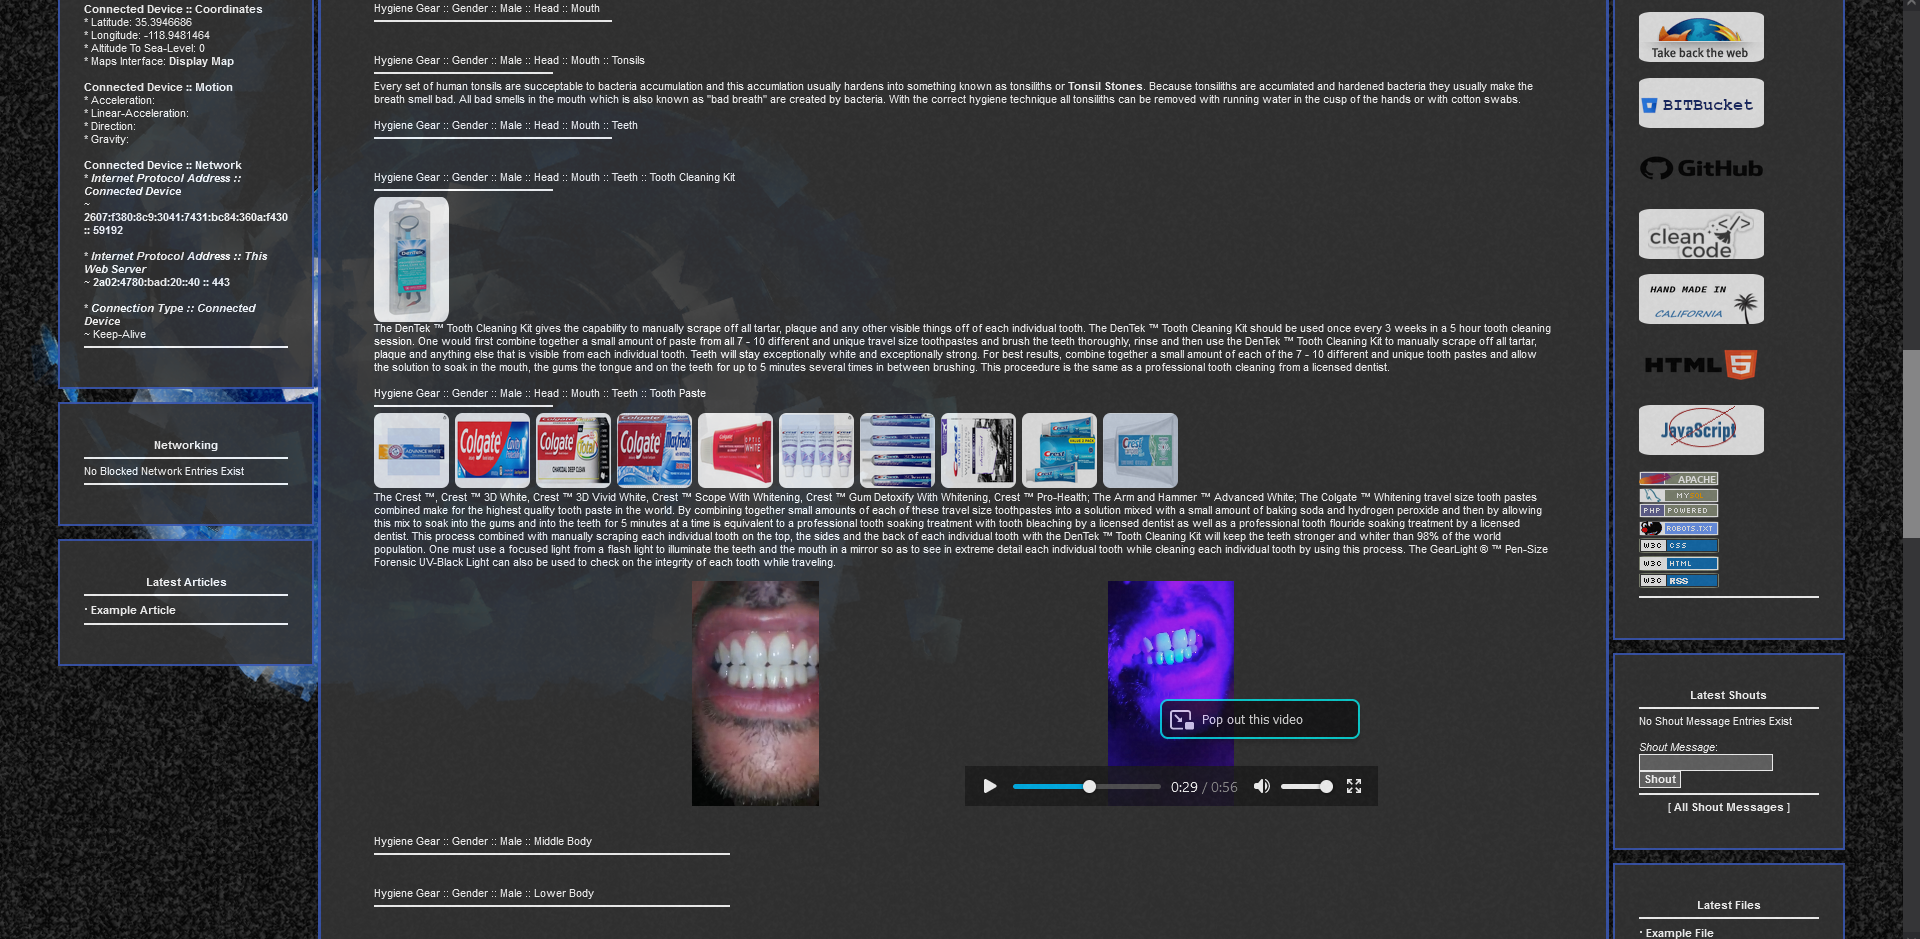 Connected Device :: Coordinates
* Latitude: 35.3946686
* Longitude: -118.9481464
* Altitude To Sea-Level: 0
* Maps Interface: Display Map
Connected Device :: Motion
* Acceleration:
* Linear-Acceleration:
* Direction:
* Gravity:
Connected Device :: Network
* Internet Protocol Address ::
Connected Device
~
2607:f380:8c9:3041:7431:bc84:360a:f430
:: 59192
* Internet Protocol Address :: This
Web Server
~ 2a02:4780:bad:20::40 :: 443
* Connection Type :: Connected
Device
~ Keep-Alive
Networking
No Blocked Network Entries Exist
Latest Articles
· Example Article
Hygiene Gear :: Gender :: Male :: Head :: Mouth
Hygiene Gear :: Gender :: Male :: Head :: Mouth :: Tonsils
Every set of human tonsils are succeptable to bacteria accumulation and this accumlation usually hardens into something known as tonsiliths or Tonsil Stones. Because tonsiliths are accumlated and hardened bacteria they usually make the
breath smell bad. All bad smells in the mouth which is also known as "bad breath" are created by bacteria. With the correct hygiene technique all tonsiliths can be removed with running water in the cusp of the hands or with cotton swabs.
Hygiene Gear :: Gender :: Male :: Head :: Mouth :: Teeth
Hygiene Gear :: Gender :: Male :: Head :: Mouth :: Teeth :: Tooth Cleaning Kit
DenTek
The DenTek ™ Tooth Cleaning Kit gives the capability to manually scrape off all tartar, plaque and any other visible things off of each individual tooth. The DenTek ™ Tooth Cleaning Kit should be used once every 3 weeks in a 5 hour tooth cleaning
session. One would first combine together a small amount of paste from all 7 - 10 different and unique travel size toothpastes and brush the teeth thoroughly, rinse and then use the DenTek ™ Tooth Cleaning Kit to manually scrape off all tartar,
plaque and anything else that is visible from each individual tooth. Teeth will stay exceptionally white and exceptionally strong. For best results, combine together a small amount of each of the 7 - 10 different and unique tooth pastes and allow
the solution to soak in the mouth, the gums the tongue and on the teeth for up to 5 minutes several times in between brushing. This proceedure is the same as a professional tooth cleaning from a licensed dentist.
Hygiene Gear :: Gender :: Male :: Head :: Mouth :: Teeth :: Tooth Paste
ADVANCE WHITE
Colgate Cavity
Colgate Total
CHARCOAL DEEP CLEAN
Colgate Maxfresh
Colgate OPTIC WHITE
Crest
VALUE 2 PACK
Crest
The Crest ™, Crest ™ 3D White, Crest ™ 3D Vivid White, Crest ™ Scope With Whitening, Crest ™ Gum Detoxify With Whitening, Crest ™ Pro-Health; The Arm and Hammer ™ Advanced White; The Colgate ™ Whitening travel size tooth pastes
combined make for the highest quality tooth paste in the world. By combining together small amounts of each of these travel size toothpastes into a solution mixed with a small amount of baking soda and hydrogen peroxide and then by allowing
this mix to soak into the gums and into the teeth for 5 minutes at a time is equivalent to a professional tooth soaking treatment with tooth bleaching by a licensed dentist as well as a professional tooth flouride soaking treatment by a licensed
dentist. This process combined with manually scraping each individual tooth on the top, the sides and the back of each individual tooth with the DenTek ™ Tooth Cleaning Kit will keep the teeth stronger and whiter than 98% of the world
population. One must use a focused light from a flash light to illuminate the teeth and the mouth in a mirror so as to see in extreme detail each individual tooth while cleaning each individual tooth by using this process. The GearLight ® ™ Pen-Size
Forensic UV-Black Light can also be used to check on the integrity of each tooth while traveling.
Pop out this video
0:29 / 0:56
Hygiene Gear :: Gender :: Male :: Middle Body
Hygiene Gear :: Gender :: Male :: Lower Body
Take back the web
BITBucket
GitHub
clean
code
</>
HAND MADE IN
CALIFORNIA
HTML 5
JavaScript
APACHE
MYSQL
PHP POWERED
ROBOTS.TXT
W3C CSS
W3C HTML
W3C RSS
Latest Shouts
No Shout Message Entries Exist
Shout Message:
Shout
[ All Shout Messages ]
Latest Files
· Example File